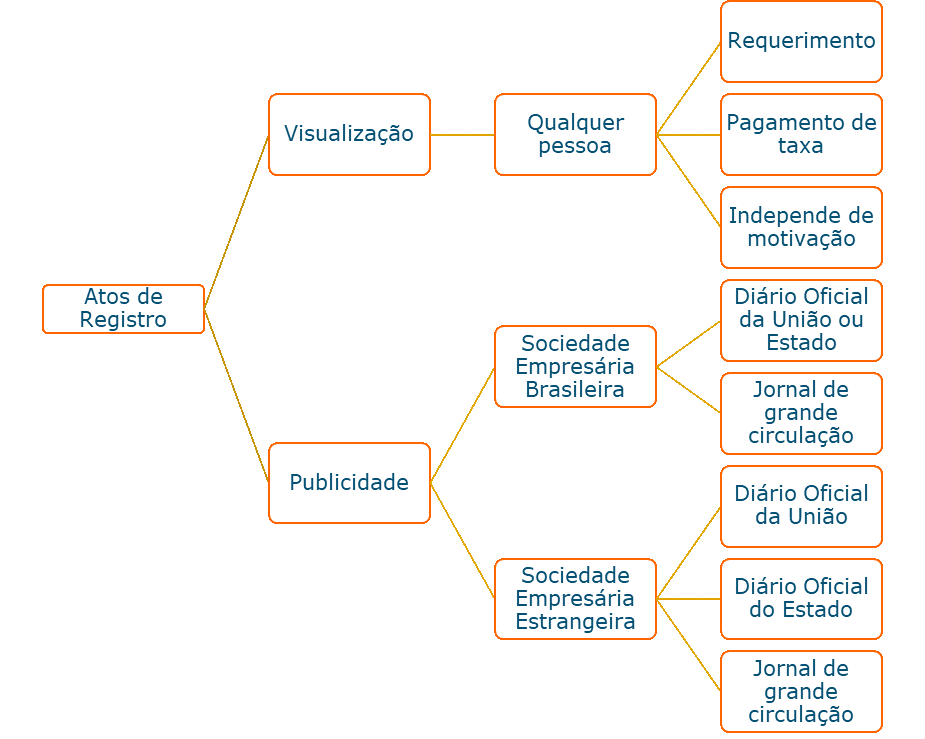 Atos de
Registro
Visualização
Qualquer
pessoa
Requerimento
Pagamento de
taxa
Independe de
motivação
Publicidade
Sociedade
Empresária
Brasileira
Diário Oficial
da União ou
Estado
Jornal de
grande
circulação
Sociedade
Empresária
Estrangeira
Diário Oficial
da União
Diário Oficial
do Estado
Jornal de
grande
circulação